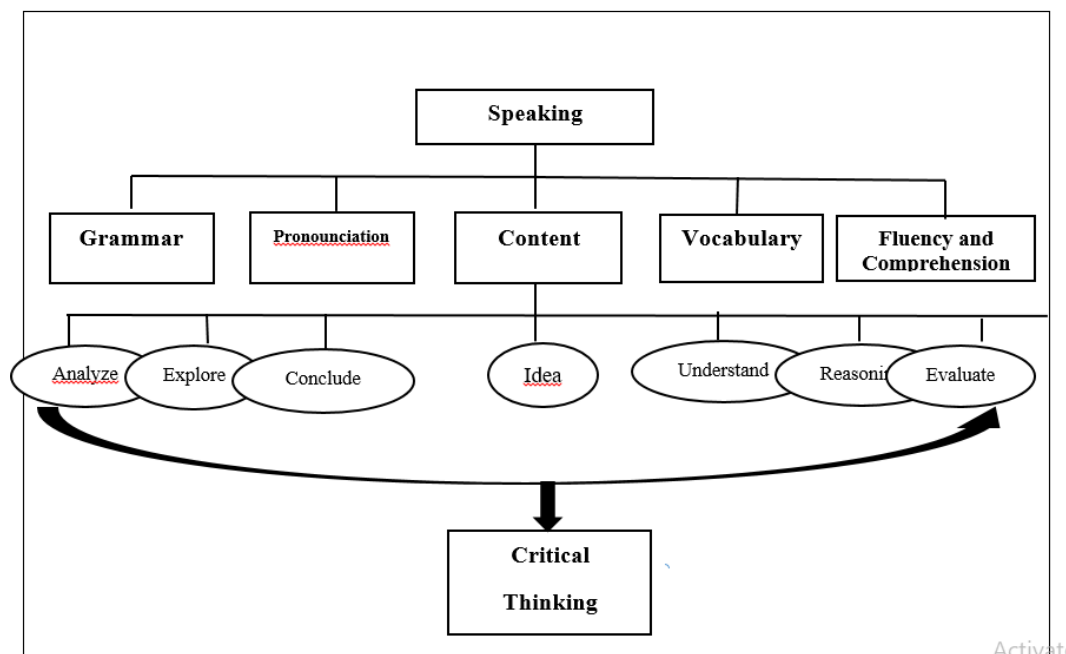 Speaking
Grammar
Pronounciation
Content
Vocabulary
Fluency and
Comprehension
Analyze
Explore
Conclude
Idea
Understand
Evaluate
Critical
Thinking